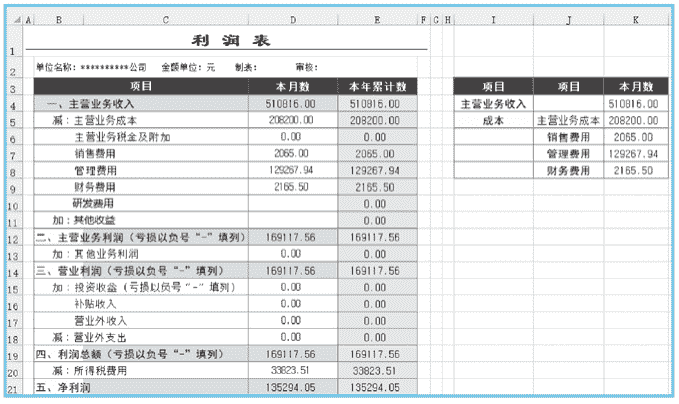 A B C D E F G H I J K
1 利 润 表
2 单位名称：**********公司 金额单位：元 制表： 审核：
3 项目 本月数 本年累计数 项目 项目 本月数
4 一、主营业务收入 510816.00 510816.00 主营业务收入 510816.00
5 减：主营业务成本 208200.00 208200.00 成本 主营业务成本 208200.00
6 主营业务税金及附加 0.00 0.00 销售费用 2065.00
7 销售费用 2065.00 2065.00 管理费用 129267.94
8 管理费用 129267.94 129267.94 财务费用 2165.50
9 财务费用 2165.50 2165.50
10 研发费用 0.00
11 加：其他收益 0.00
12 二、主营业务利润（亏损以负号“-”填列） 169117.56 169117.56
13 加：其他业务利润 0.00 0.00
14 三、营业利润（亏损以负号“-”填列） 169117.56 169117.56
15 加：投资收益（亏损以负号“-”填列） 0.00 0.00
16 补贴收入 0.00 0.00
17 营业外收入 0.00 0.00
18 减：营业外支出 0.00 0.00
19 四、利润总额（亏损以负号“-”填列） 169117.56 169117.56
20 减：所得税费用 33823.51 33823.51
21 五、净利润 135294.05 135294.05